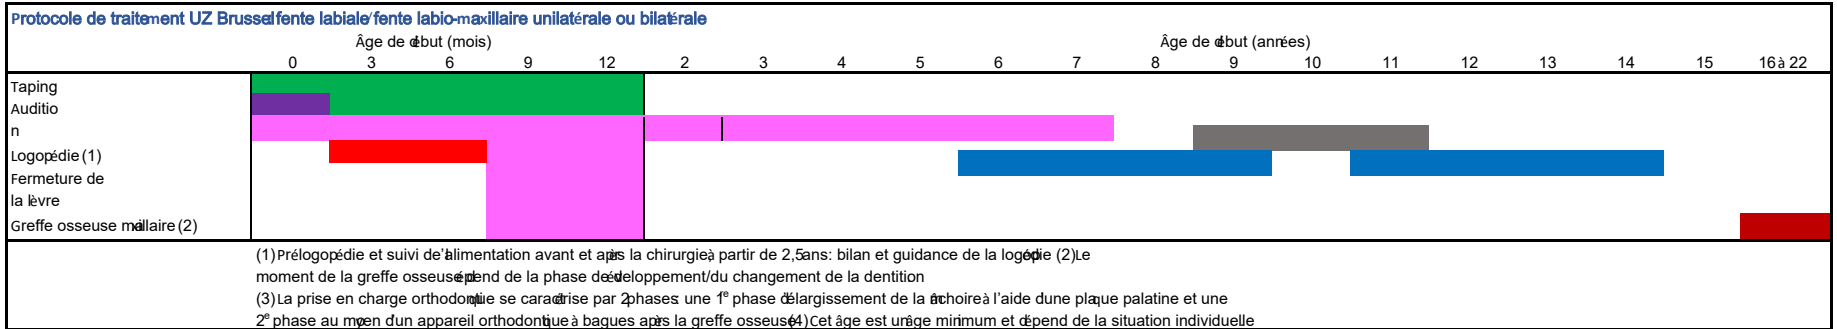 Protocole de traitement UZ Brussel fente labiale/fente labio-maxillaire unilatérale ou bilatérale
Âge de début (mois) Âge de début (années)
0 3 6 9 12 2 3 4 5 6 7 8 9 10 11 12 13 14 15 16 à 22
Taping
Auditio
n
Logopédie (1)
Fermeture de
la lèvre
Greffe osseuse maxillaire (2)
(1) Prélogopédie et suivi de l'alimentation avant et après la chirurgie, à partir de 2,5 ans: bilan et guidance de la logopédie (2) Le
moment de la greffe osseuse dépend de la phase de développement/du changement de la dentition
(3) La prise en charge orthodontique se caractérise par 2 phases: une 1e phase d'élargissement de la mâchoire à l'aide d'une plaque palatine et une
2e phase au moyen d'un appareil orthodontique à bagues après la greffe osseuse (4) Cet âge est un âge minimum et dépend de la situation individuelle